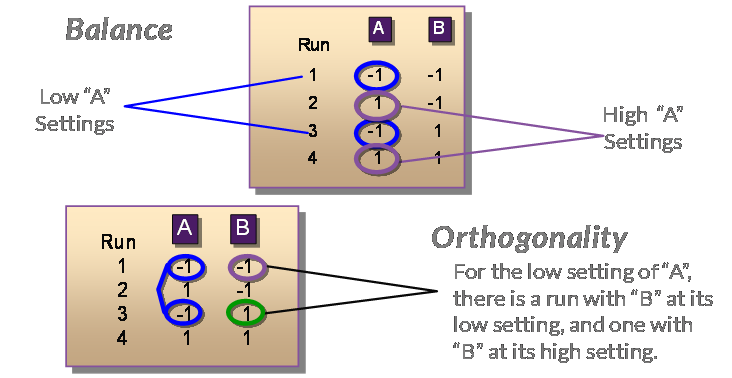 Balance
A B
Run
1 -1 -1
2 1 -1
3 -1 1
4 1 1
Low “A”
Settings
High “A”
Settings
A B
Run
1 -1 -1
2 1 -1
3 -1 1
4 1 1
Orthogonality
For the low setting of “A”,
there is a run with “B” at its
low setting, and one with
“B” at its high setting.